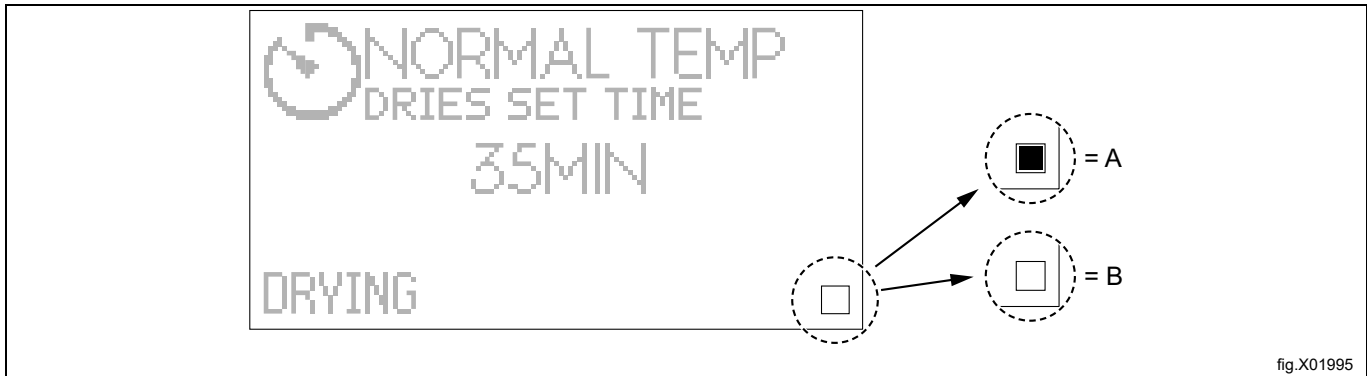 NORMAL TEMP
DRIES SET TIME
35MIN
DRYING
= A
= B
fig.X01995